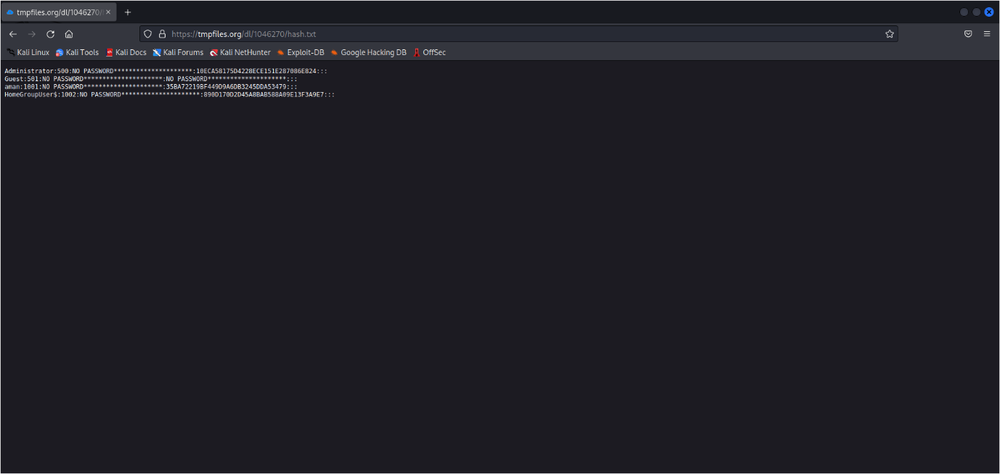 tmpfiles.org/dl/1046270/
https://tmpfiles.org/dl/1046270/hash.txt
Kali Linux Kali Tools Kali Docs Kali Forums Kali NetHunter Exploit-DB Google Hacking DB OffSec
Administrator:500:NO PASSWORD*********************:10ECA58175D4228ECE151E287086E824:::
Guest:501:NO PASSWORD*********************:NO PASSWORD*********************:::
aman:1001:NO PASSWORD*********************:35BA72219BF449D9A6DB3245DDA53479:::
HomeGroupUser$:1002:NO PASSWORD*********************:890D170D2D45A8BAB588A09E13F3A9E7:::